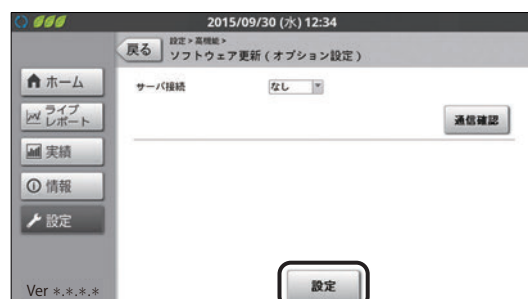 2015/09/30 (水) 12:34
戻る
設定 > 高機能 >
ソフトウェア更新 ( オプション設定 )
ホーム
ライブ
レポート
実績
情報
設定
Ver *.*.*.*
サーバ接続 なし
通信確認
設定